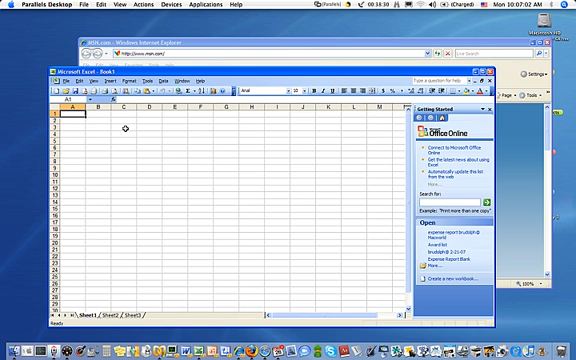 Parallels Desktop File Edit View Actions Devices Applications Help
(Parallels) 00:38:30 (Charged) Mon 10:07:02 AM
Macintosh HD
MSN.com - Windows Internet Explorer
http://www.msn.com/
Live Search
Microsoft Excel - Book1
File Edit View Insert Format Tools Data Window Help
Type a question for help
Settings
Arial 10
Page Tools
A1 fx
A B C D E F G H I J K L M
Getting Started
Office Online
Connect to Microsoft Office Online
Get the latest news about using Excel
Automatically update this list from the web
More...
Search for:
Example: "Print more than one copy"
Open
expense report brudolph @ Macworld
Award list
brudolph @ 2-21-07
Expense Report Blank
More...
Create a new workbook...
Sheet1 Sheet2 Sheet3
Ready
100%